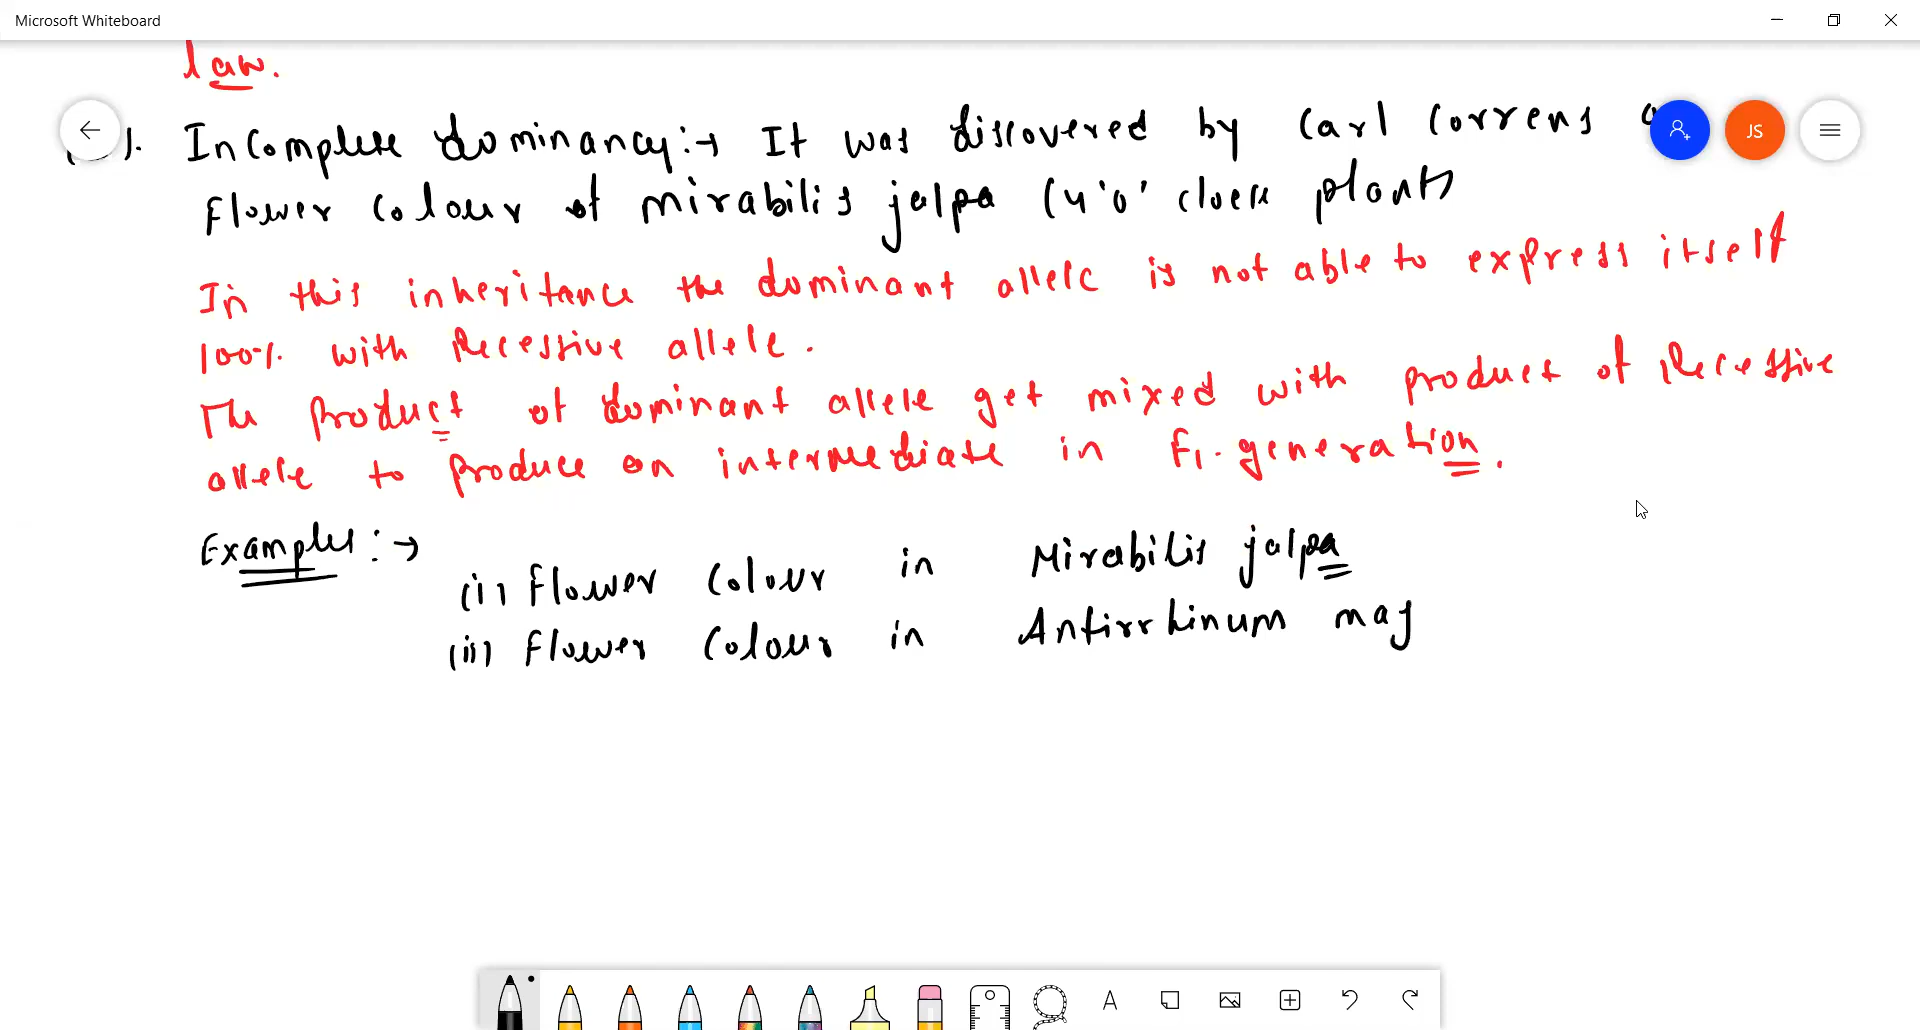 Microsoft Whiteboard
law.
JS
Incomplete dominancy:→ It was discovered by Carl Correns
flower colour of mirabilis jalpa (4'o' clock plant)
In this inheritance the dominant allele is not able to express itself
100% with Recessive allele.
The product of dominant allele get mixed with product of Recessive
allele to produce an intermediate in F1-generation.
Examples:→
(i) Flower Colour in Mirabilis jalpa
(ii) Flower Colour in Antirrhinum maj